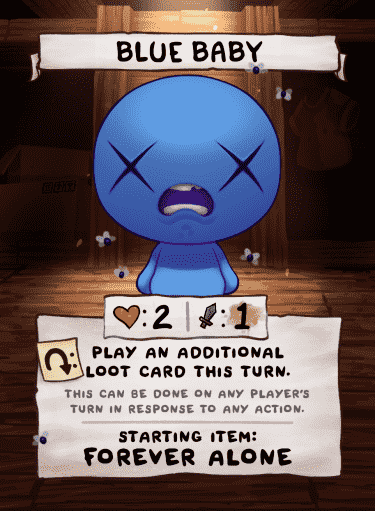 BLUE BABY
:2 :1
: PLAY AN ADDITIONAL
LOOT CARD THIS TURN.
THIS CAN BE DONE ON ANY PLAYER'S
TURN IN RESPONSE TO ANY ACTION.
STARTING ITEM:
FOREVER ALONE